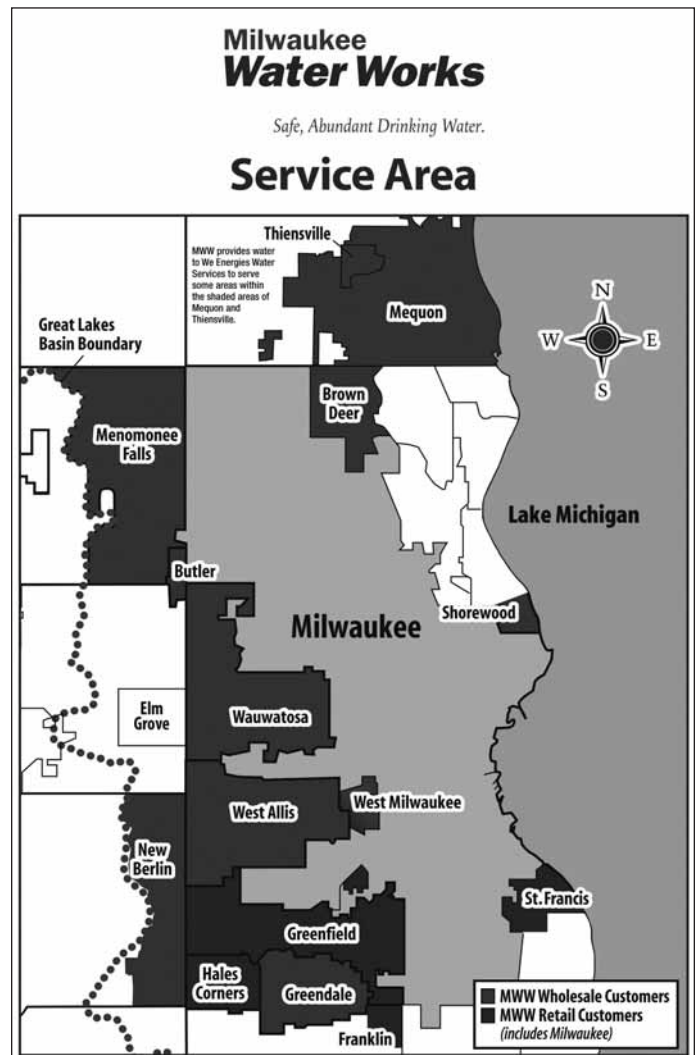 Milwaukee
Water Works
Safe, Abundant Drinking Water.
Service Area
Thiensville
MWW provides water
to We Energies Water
Services to serve
some areas within
the shaded areas of
Mequon and
Thiensville.
Mequon
N
W
E
S
Great Lakes
Basin Boundary
Brown
Deer
Menomonee
Falls
Lake Michigan
Butler
Shorewood
Milwaukee
Elm
Grove
Wauwatosa
West Allis
West Milwaukee
New
Berlin
St. Francis
Greenfield
Hales
Corners
Greendale
Franklin
MWW Wholesale Customers
MWW Retail Customers
(includes Milwaukee)